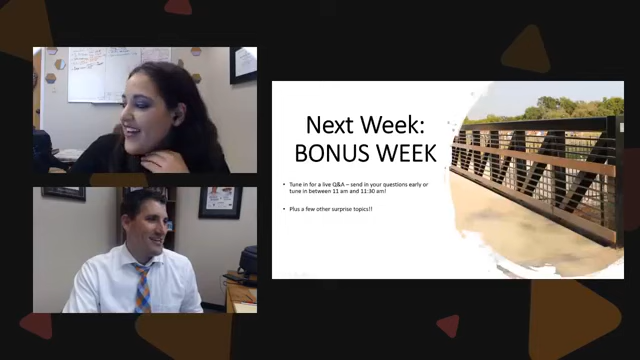 Next Week:
BONUS WEEK
• Tune in for a live Q&A – send in your questions early or
tune in between 11 am and 11:30 am!
• Plus a few other surprise topics!!